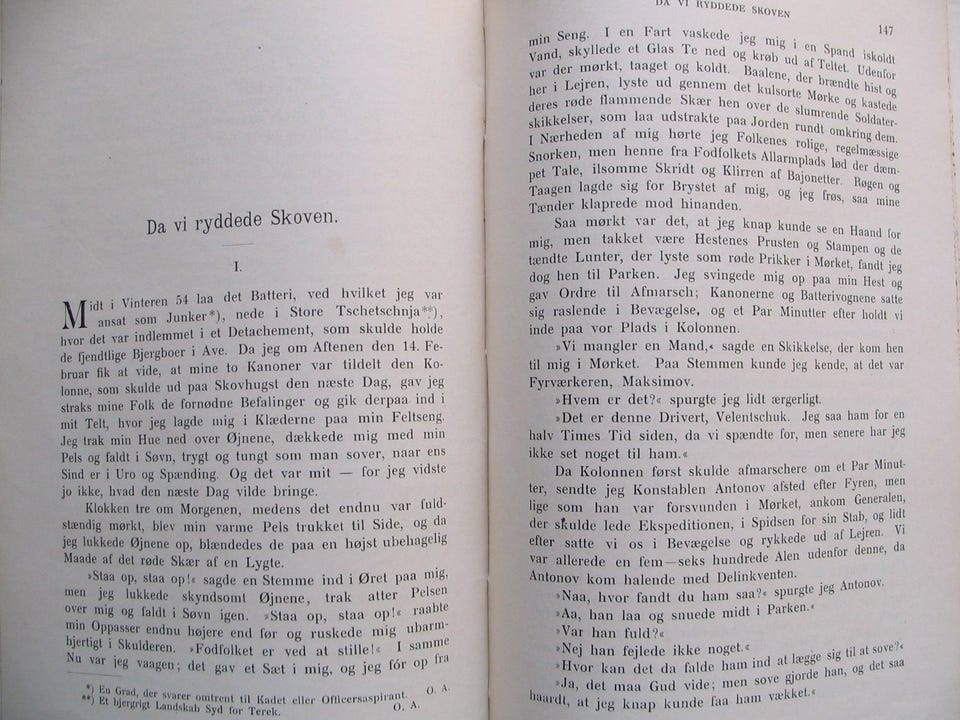 Da vi ryddede Skoven.
I.
Midt i Vinteren 54 laa det Batteri, ved hvilket jeg var
ansat som Junker*), nede i Store Tschetschnja**),
hvor det var indlemmet i et Detachement, som skulde holde
de fjendtlige Bjergboer i Ave. Da jeg om Aftenen den 14. Fe-
bruar fik at vide, at mine to Kanoner var tildelt den Ko-
lonne, som skulde ud paa Skovhugst den næste Dag, gav jeg
straks mine Folk de fornødne Befalinger og gik derpaa ind i
mit Telt, hvor jeg lagde mig i Klæderne paa min Feltseng.
Jeg trak min Hue ned over Øjnene, dækkede mig med min
Pels og faldt i Søvn, trygt og tungt som man sover, naar ens
Sind er i Uro og Spænding. Og det var mit — for jeg vidste
jo ikke, hvad den næste Dag vilde bringe.
Klokken tre om Morgenen, medens det endnu var fuld-
stændig mørkt, blev min varme Pels trukket til Side, og da
jeg lukkede Øjnene op, blændedes de paa en højst ubehagelig
Maade af det røde Skær af en Lygte.
»Staa op, staa op!« sagde en Stemme ind i Øret paa mig,
men jeg lukkede skyndsomt Øjnene, trak atter Pelsen
over mig og faldt i Søvn igen. »Staa op, staa op!« raabte
min Oppasser endnu højere end før og ruskede mig ubarm-
hjertigt i Skulderen. »Fodfolket er ved at stille!« I samme
Nu var jeg vaagen; det gav et Sæt i mig, og jeg fór op fra
*) En Grad, der svarer omtrent til Kadet eller Officersaspirant. O. A.
**) Et bjergrigt Landskab Syd for Terek. O. A.
DA VI RYDDEDE SKOVEN
147
min Seng. I en Fart vaskede jeg mig i en Spand iskoldt
Vand, skyllede et Glas Te ned og krøb ud af Teltet. Udenfor
var der mørkt, taaget og koldt. Baalene, der brændte hist og
her i Lejren, lyste ud gennem det kulsorte Mørke og kastede
deres røde flammende Skær hen over de slumrende Soldater-
skikkelser, som laa udstrakte paa Jorden rundt omkring dem.
I Nærheden af mig hørte jeg Folkenes rolige, regelmæssige
Snorken, men henne fra Fodfolkets Allarmplads lød der dæm-
pet Tale, ilsomme Skridt og Klirren af Bajonetter. Røgen og
Taagen lagde sig for Brystet af mig, og jeg frøs, saa mine
Tænder klaprede mod hinanden.
Saa mørkt var det, at jeg knap kunde se en Haand for
mig, men takket være Hestenes Prusten og Stampen og de
tændte Lunter, der lyste som røde Prikker i Mørket, fandt jeg
dog hen til Parken. Jeg svingede mig op paa min Hest og
gav Ordre til Afmarsch; Kanonerne og Batterivognene satte
sig raslende i Bevægelse, og et Par Minutter efter holdt vi
inde paa vor Plads i Kolonnen.
»Vi mangler en Mand,« sagde en Skikkelse, der kom hen
til mig i Mørket. Paa Stemmen kunde jeg kende, at det var
Fyrværkeren, Maksimov.
»Hvem er det?« spurgte jeg lidt ærgerligt.
»Det er denne Drivert, Velentschuk. Jeg saa ham for en
halv Times Tid siden, da vi spændte for, men senere har jeg
ikke set noget til ham.«
Da Kolonnen først skulde afmarschere om et Par Minut-
ter, sendte jeg Konstablen Antonov afsted efter Fyren, men
lige som han var forsvunden i Mørket, ankom Generalen,
der skulde lede Ekspeditionen, i Spidsen for sin Stab, og lidt
efter satte vi os i Bevægelse og rykkede ud af Lejren. Vi
var allerede en fem—seks hundrede Alen udenfor denne, da
Antonov kom halende med Delinkventen.
»Naa, hvor fandt du ham saa?« spurgte jeg Antonov.
»Aa, han laa og snuede midt i Parken.«
»Var han fuld?«
»Nej han fejlede ikke noget.«
»Hvor kan det da falde ham ind at lægge sig til at sove?«
»Ja, det maa Gud vide; men sove gjorde han, og det saa
haardt, at jeg knap kunde faa ham vækket.«